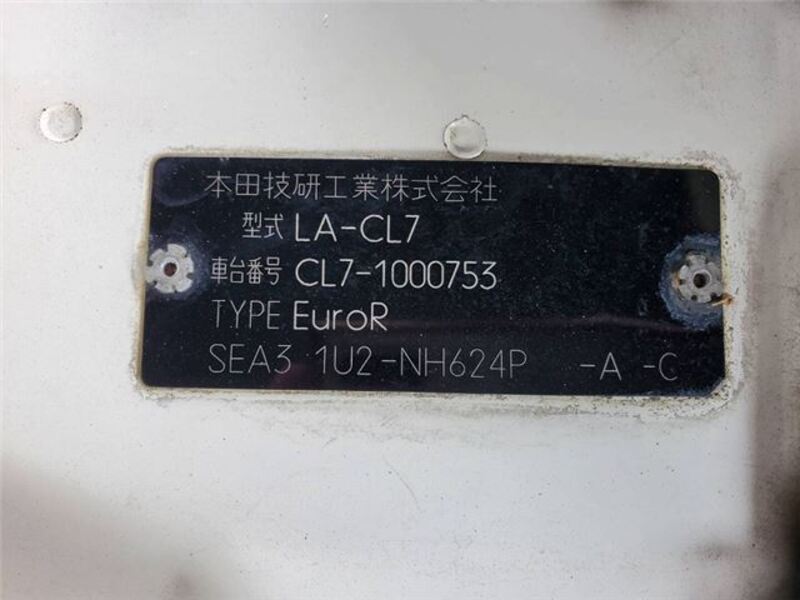 本田技研工業株式会社
型式 LA-CL7
車台番号 CL7-1000753
TYPE EuroR
SEA3 1U2-NH624P -A -C